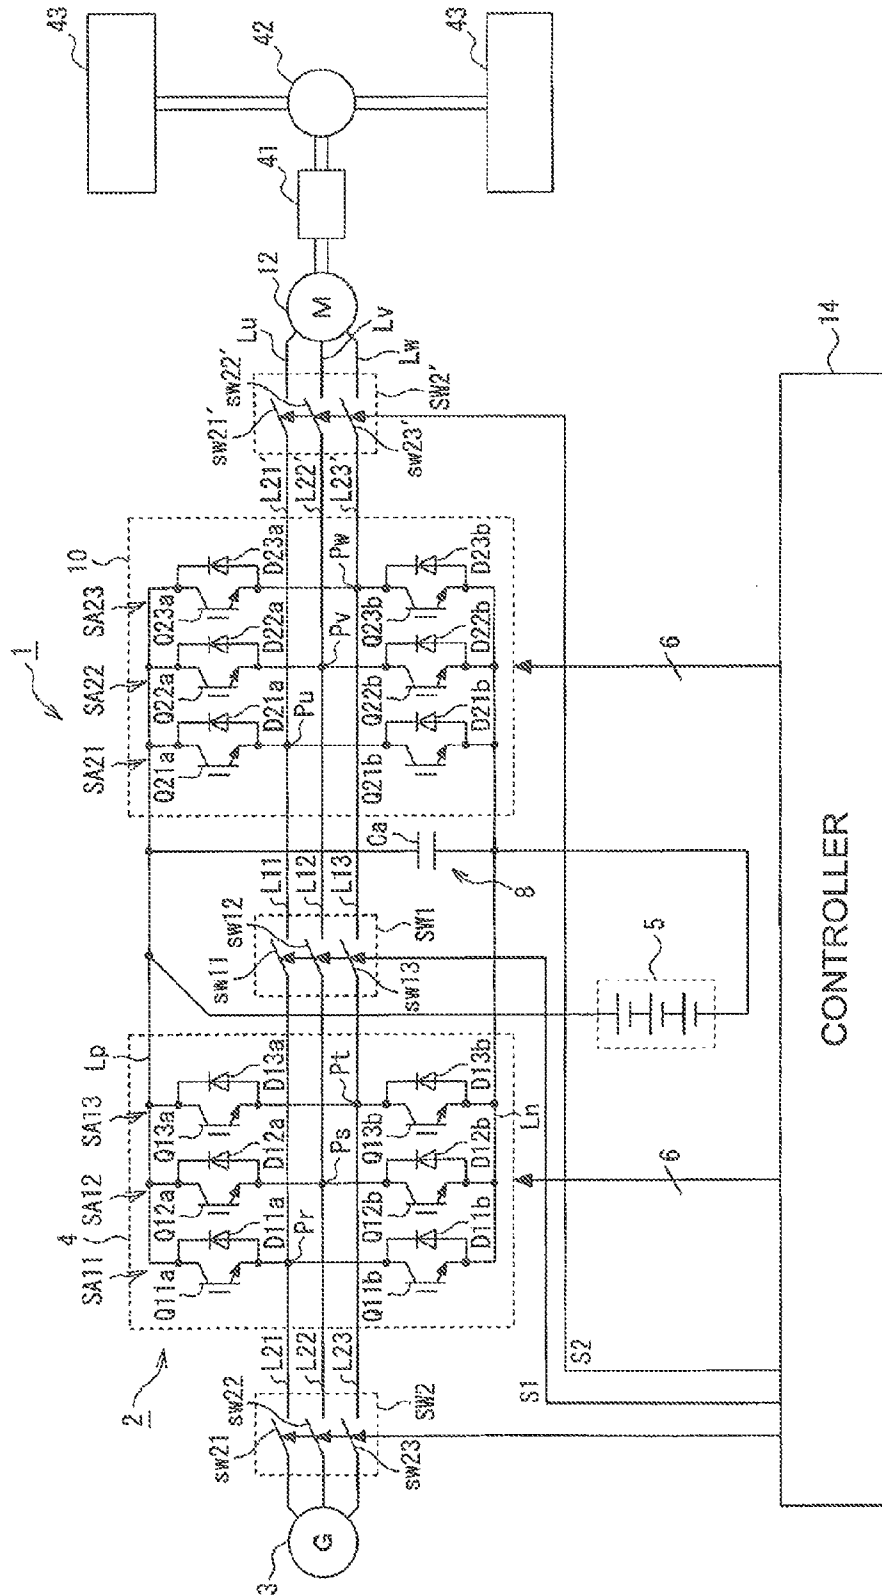 1
2
SA11
4
SA12
SA13
Lp
SA21
SA22
SA23
10
Q11a
Q12a
Q13a
Q21a
Q22a
Q23a
D11a
D12a
D13a
D21a
D22a
D23a
sw21
sw22
L21
L22
L23
Pr
Ps
Pt
sw11
sw12
L11
L12
L13
Pu
Pv
Pw
L21′
L22′
L23′
sw21′
sw22′
Lu
Lv
Lw
12
41
42
43
43
3
G
M
sw23
SW2
sw13
SW1
sw23′
SW2′
Q11b
Q12b
Q13b
Ca
Q21b
Q22b
Q23b
D11b
D12b
D13b
D21b
D22b
D23b
Ln
8
5
6
6
S1
S2
14
CONTROLLER